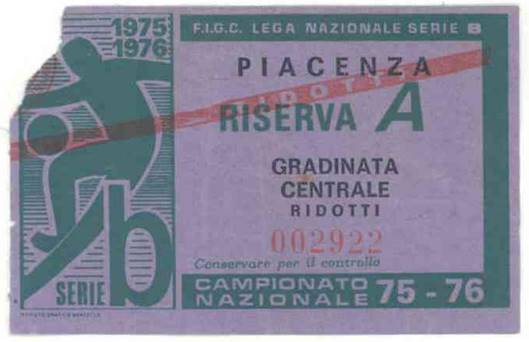 1975
1976
F.I.G.C. LEGA NAZIONALE SERIE B
PIACENZA
RIDOTTI
RISERVA A
GRADINATA
CENTRALE
RIDOTTI
002922
Conservare per il controllo
b
SERIE
CAMPIONATO
NAZIONALE 75-76